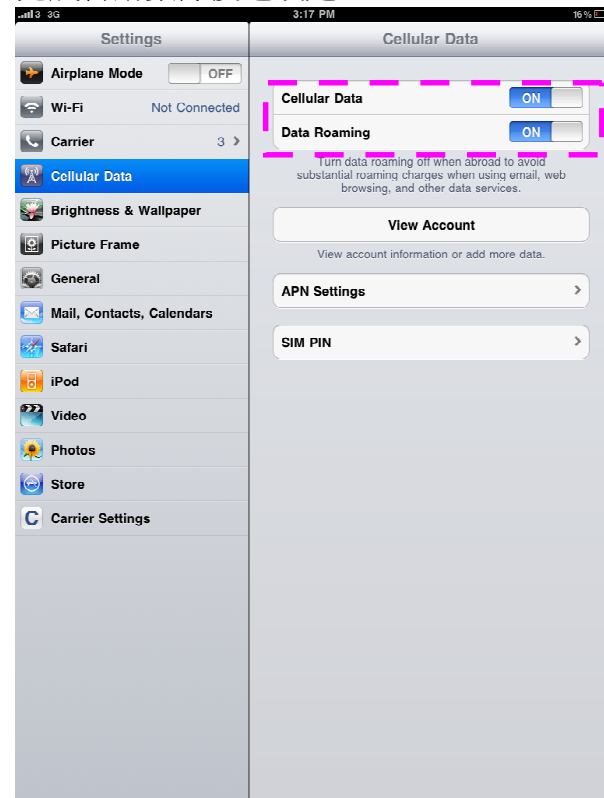 3 3G 3:17 PM 16%
Settings
Airplane Mode OFF
Wi-Fi Not Connected
Carrier 3
Cellular Data
Brightness & Wallpaper
Picture Frame
General
Mail, Contacts, Calendars
Safari
iPod
Video
Photos
Store
C Carrier Settings
Cellular Data
Cellular Data ON
Data Roaming ON
Turn data roaming off when abroad to avoid
substantial roaming charges when using email, web
browsing, and other data services.
View Account
View account information or add more data.
APN Settings
SIM PIN